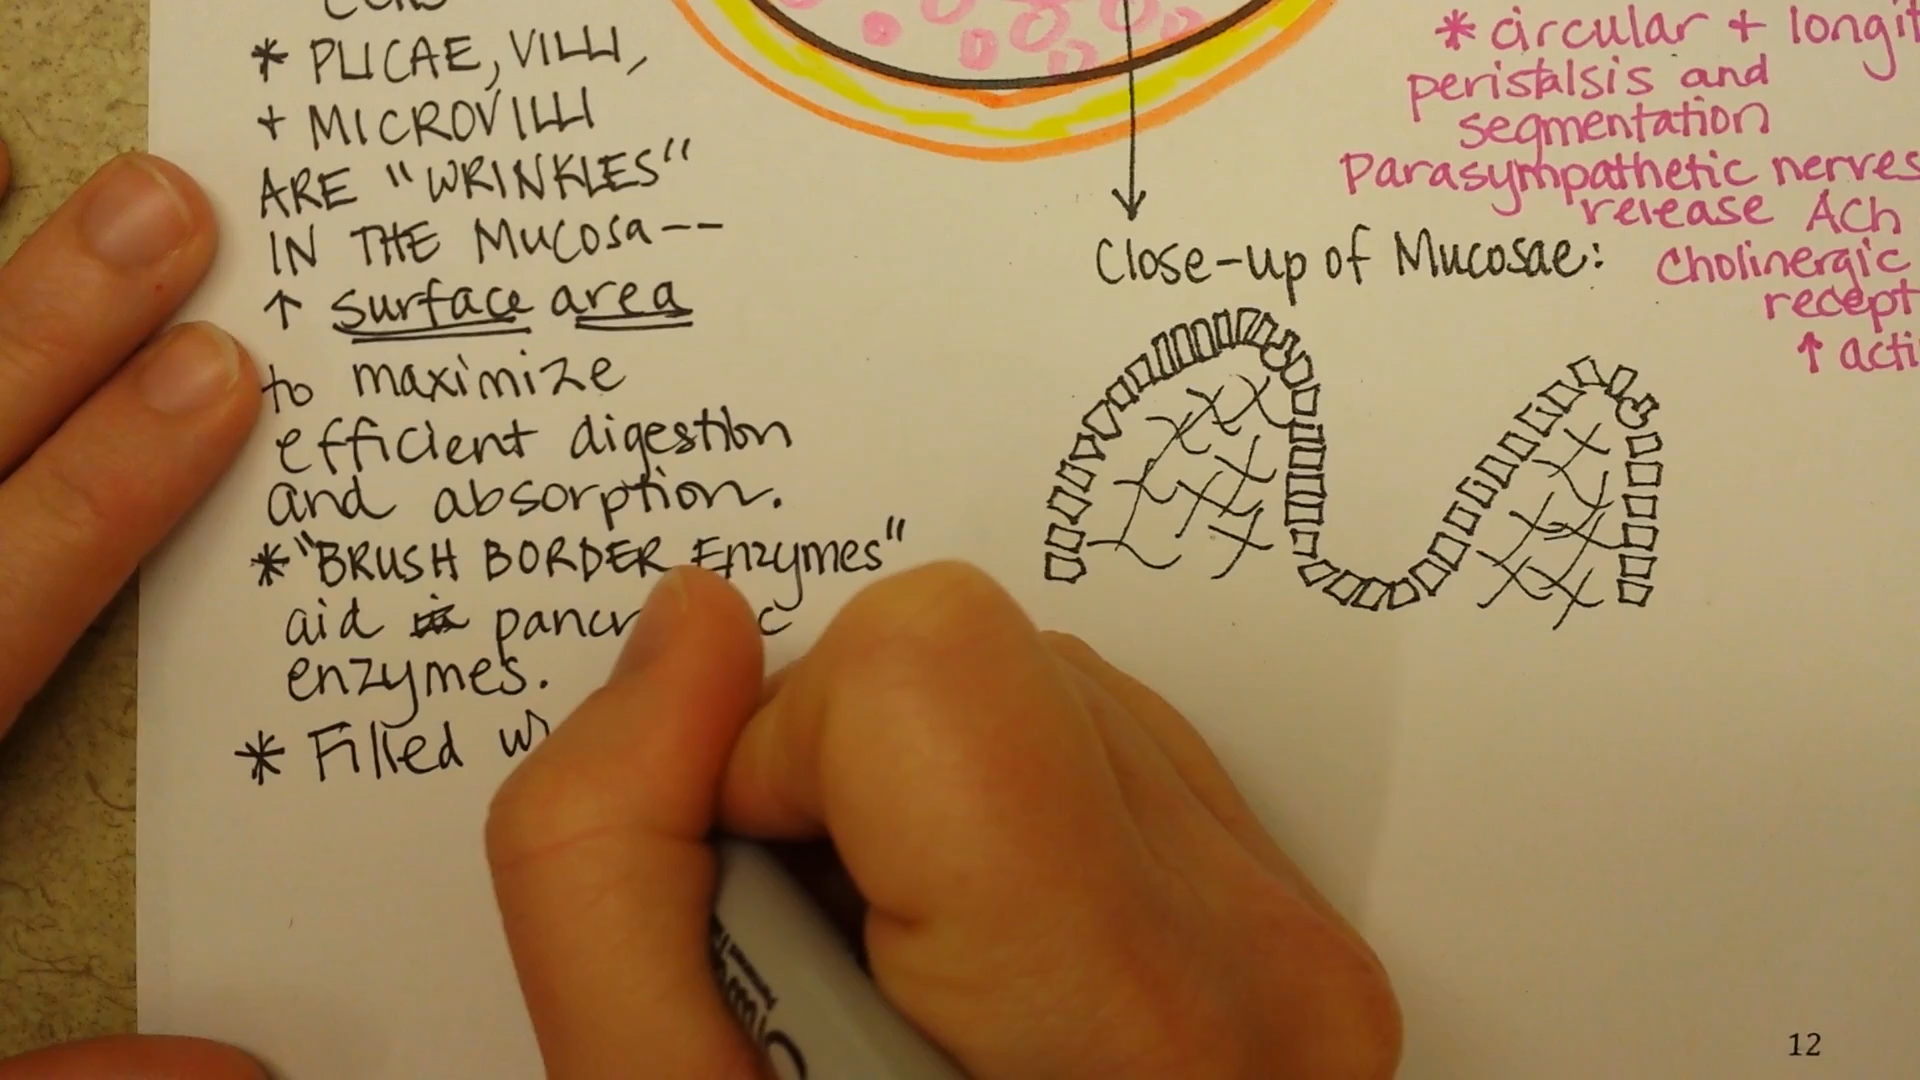 * PLICAE, VILLI,
+ MICROVILLI
ARE "WRINKLES"
IN THE MUCOSA--
↑ surface area
to maximize
efficient digestion
and absorption.
* "BRUSH BORDER Enzymes"
aid
enzymes.
* Filled
Close-up of Mucosae:
* circular + longit
peristalsis and
segmentation
Parasympathetic nerves
release ACh
Cholinergic
recept
↑ acti
12